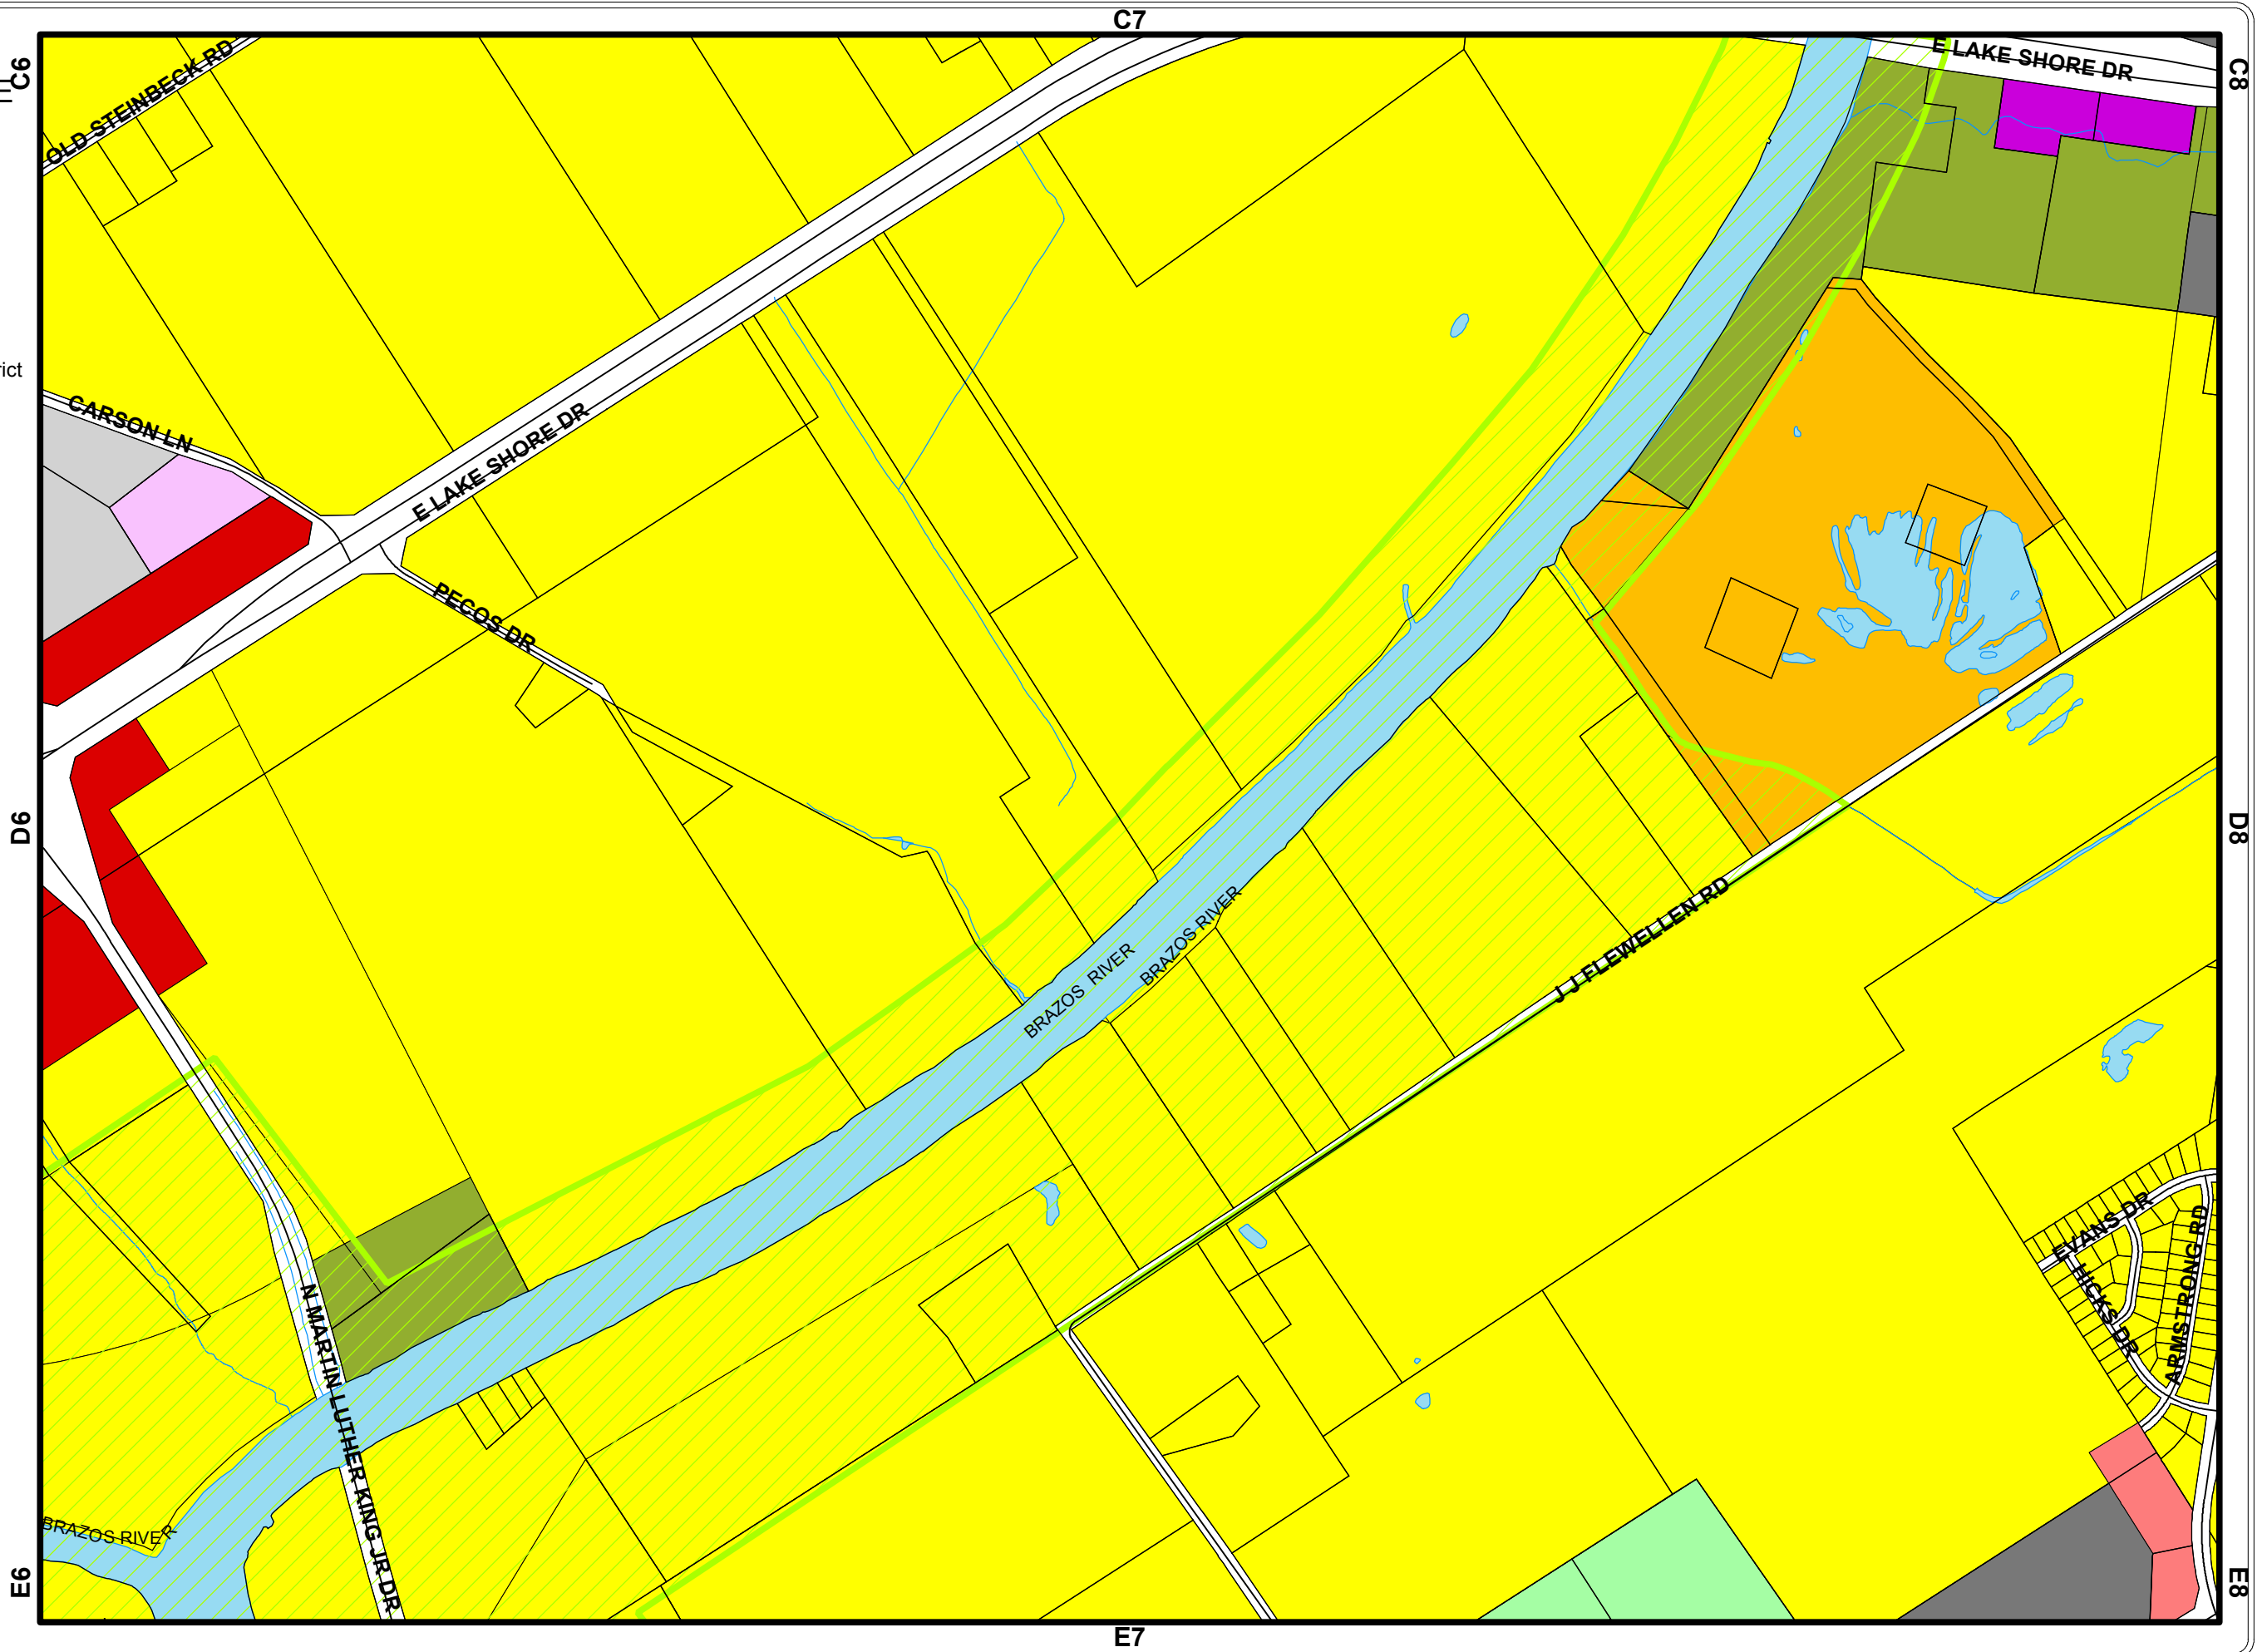 C7
C6
C8
OLD STEINBECK RD
E LAKE SHORE DR
rict
CARSON LN
E LAKE SHORE DR
PECOS DR
D6
D8
J J FLEWELLEN RD
BRAZOS RIVER
BRAZOS RIVER
EVANS DR
HICKS DR
ARMSTRONG RD
N MARTIN LUTHER KING JR DR
BRAZOS RIVER
E6
E8
E7